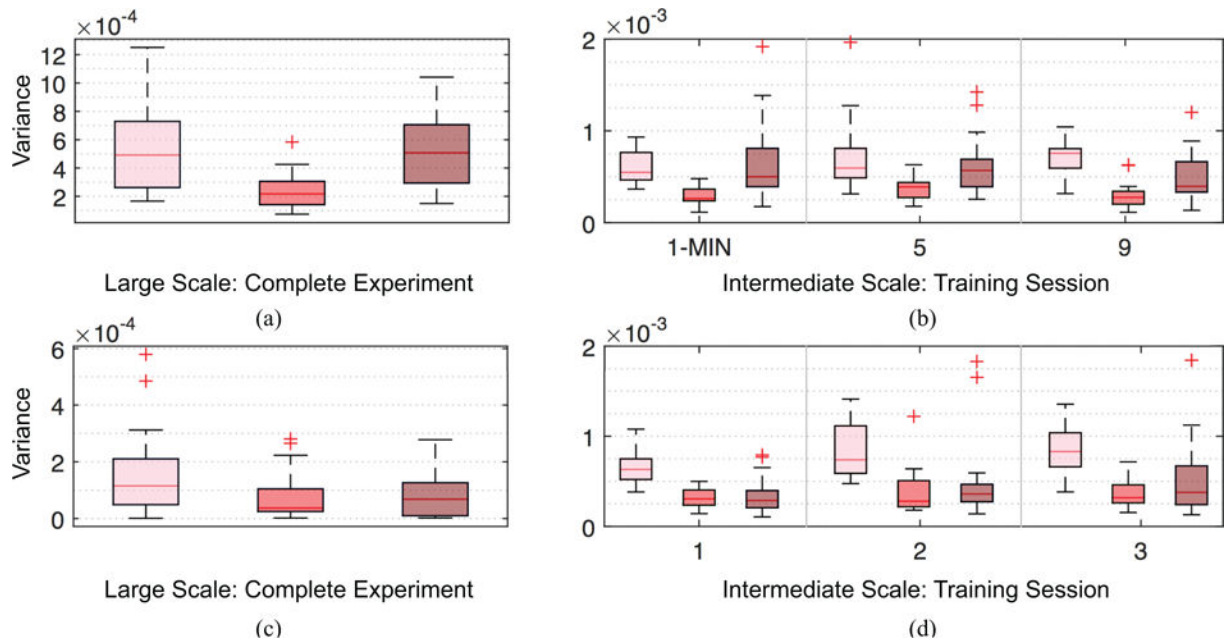 ×10⁻⁴
12
10
8
6
4
2
Variance
Large Scale: Complete Experiment
(a)
×10⁻³
2
1
0
1-MIN 5 9
Intermediate Scale: Training Session
(b)
×10⁻⁴
6
4
2
0
Variance
Large Scale: Complete Experiment
(c)
×10⁻³
2
1
0
1 2 3
Intermediate Scale: Training Session
(d)